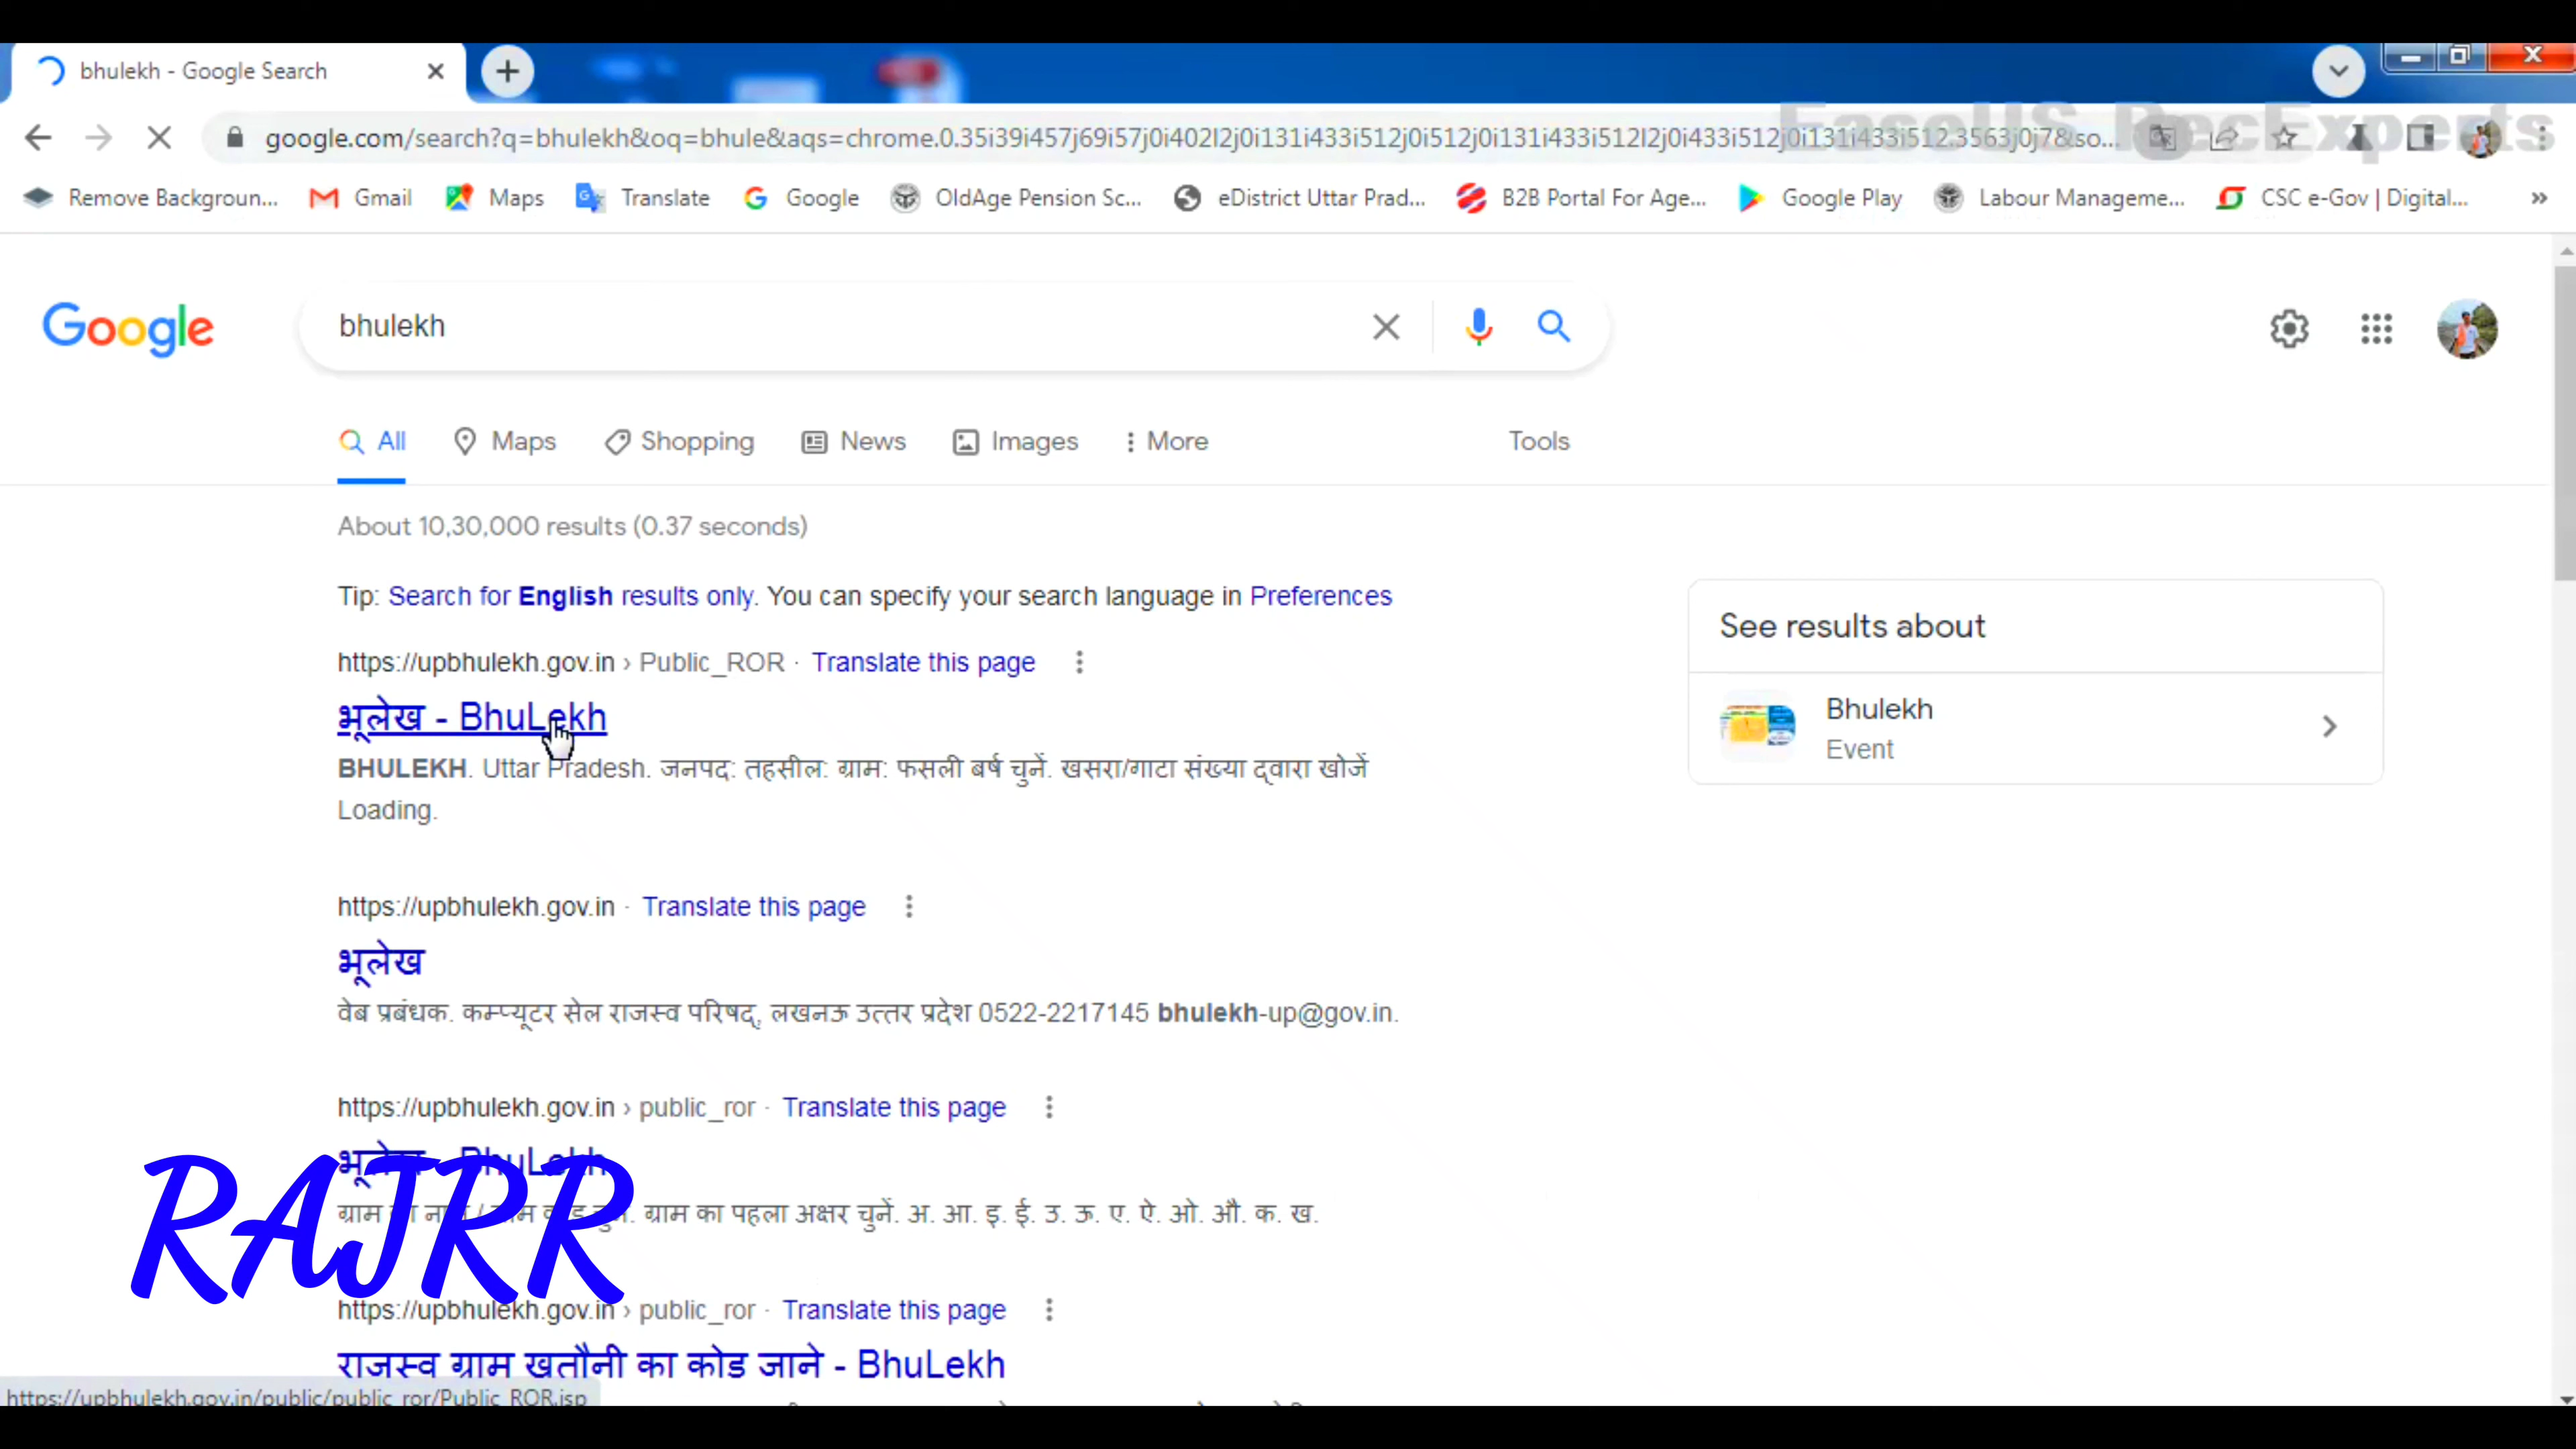 bhulekh - Google Search
google.com/search?q=bhulekh&oq=bhule&aqs=chrome.0.35i39i457j69i57j0i402l2j0i131i433i512j0i512j0i131i433i512l2j0i433i512j0i131i433i512.3563j0j7&so...
EaseUS RecExperts
Remove Backgroun... Gmail Maps Translate Google OldAge Pension Sc... eDistrict Uttar Prad... B2B Portal For Age... Google Play Labour Manageme... CSC e-Gov | Digital... »
Google bhulekh
All Maps Shopping News Images More Tools
About 10,30,000 results (0.37 seconds)
Tip: Search for English results only. You can specify your search language in Preferences
See results about
https://upbhulekh.gov.in › Public_ROR · Translate this page
भूलेख - BhuLekh
BHULEKH. Uttar Pradesh. जनपद: तहसील: ग्राम: फसली बर्ष चुनें. खसरा/गाटा संख्या द्वारा खोजें
Loading.
Bhulekh
Event
https://upbhulekh.gov.in · Translate this page
भूलेख
वेब प्रबंधक. कम्प्यूटर सेल राजस्व परिषद्, लखनऊ उत्तर प्रदेश 0522-2217145 bhulekh-up@gov.in.
https://upbhulekh.gov.in › public_ror · Translate this page
भूलेख - BhuLekh
ग्राम का पहला अक्षर चुनें. अ. आ. इ. ई. उ. ऊ. ए. ऐ. ओ. औ. क. ख.
RAJRR
https://upbhulekh.gov.in › public_ror · Translate this page
राजस्व ग्राम खतौनी का कोड जाने - BhuLekh
https://upbhulekh.gov.in/public/public_ror/Public_ROR.jsp